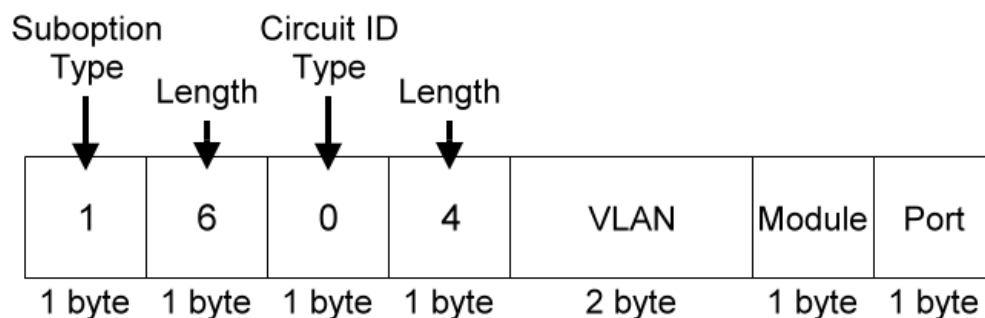 Suboption Type
Length
Circuit ID Type
Length
1
6
0
4
VLAN
Module
Port
1 byte
1 byte
1 byte
1 byte
2 byte
1 byte
1 byte